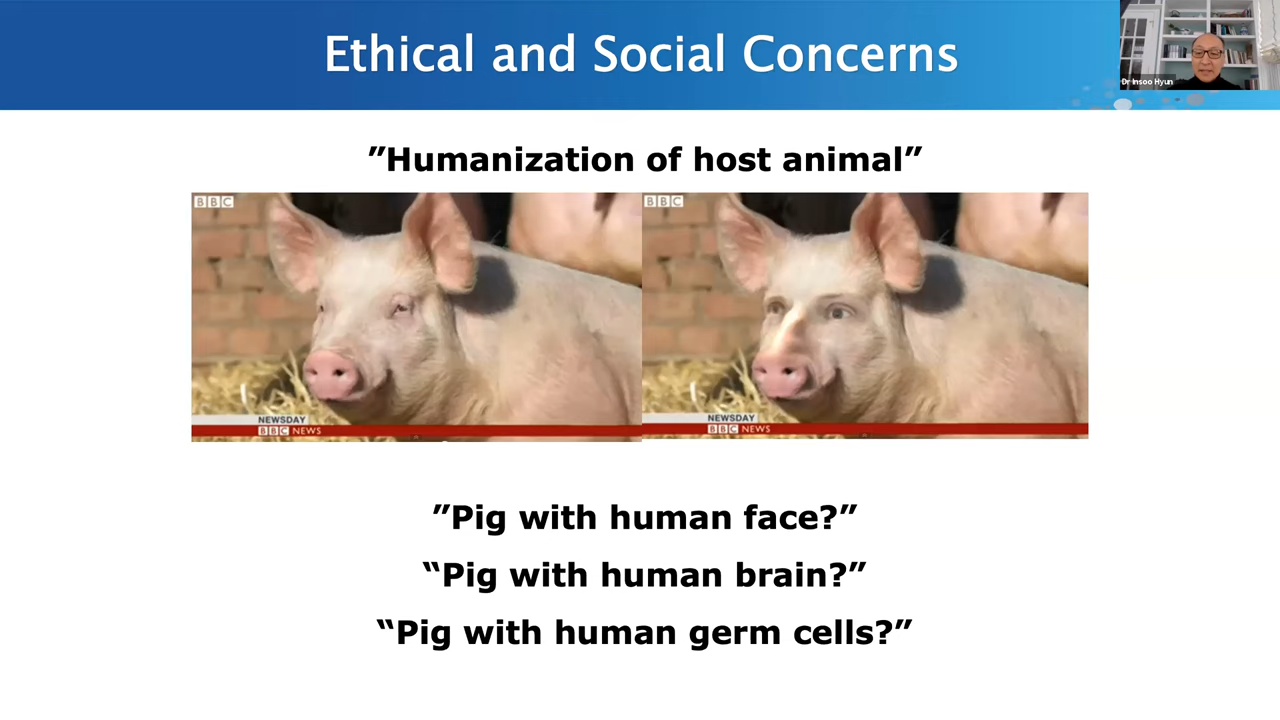 Ethical and Social Concerns
Dr Insoo Hyun
”Humanization of host animal”
BBC
BBC
NEWSDAY
BBC NEWS
NEWSDAY
BBC NEWS
”Pig with human face?”
“Pig with human brain?”
“Pig with human germ cells?”